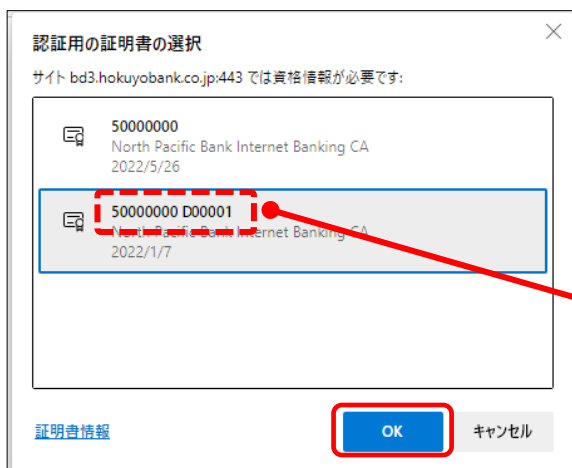 認証用の証明書の選択
サイト bd3.hokuyobank.co.jp:443 では資格情報が必要です:
50000000
North Pacific Bank Internet Banking CA
2022/5/26
50000000 D00001
North Pacific Bank Internet Banking CA
2022/1/7
証明書情報
OK
キャンセル